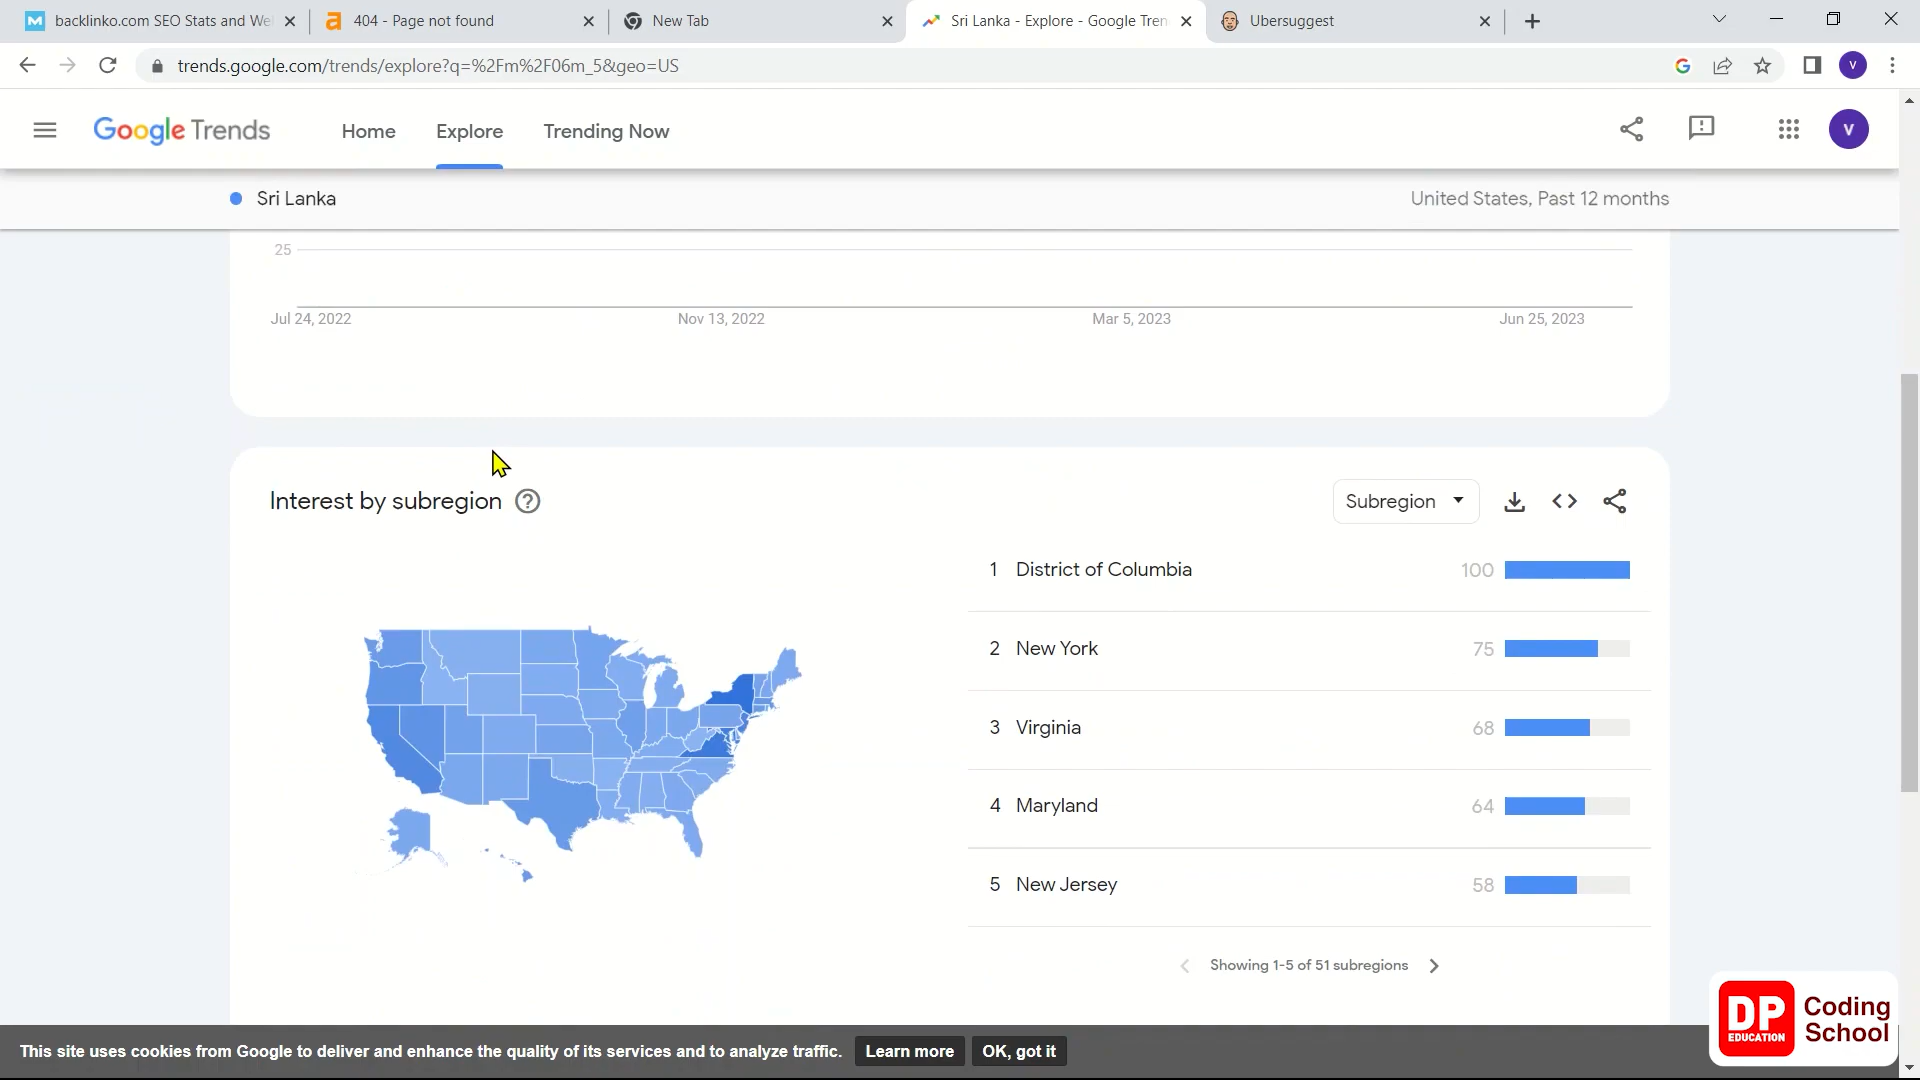 backlinko.com SEO Stats and We
404 - Page not found
New Tab
Sri Lanka - Explore - Google Tren
Ubersuggest
trends.google.com/trends/explore?q=%2Fm%2F06m_5&geo=US
V
Google Trends
Home
Explore
Trending Now
V
Sri Lanka
United States, Past 12 months
25
Jul 24, 2022
Nov 13, 2022
Mar 5, 2023
Jun 25, 2023
Interest by subregion
Subregion
1 District of Columbia 100
2 New York 75
3 Virginia 68
4 Maryland 64
5 New Jersey 58
Showing 1-5 of 51 subregions
This site uses cookies from Google to deliver and enhance the quality of its services and to analyze traffic.
Learn more
OK, got it
DP
EDUCATION
Coding
School